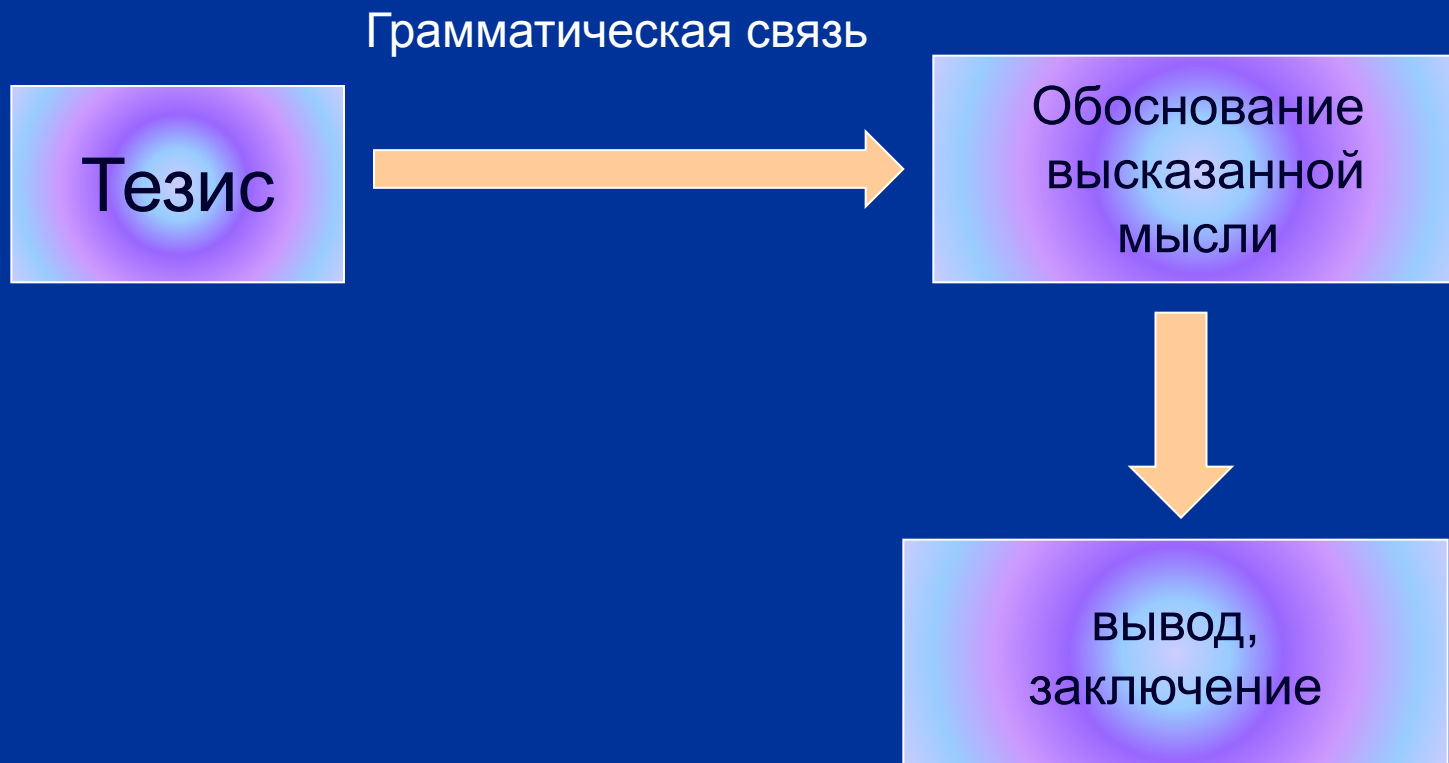 Грамматическая связь
Тезис
Обоснование
высказанной
мысли
вывод,
заключение